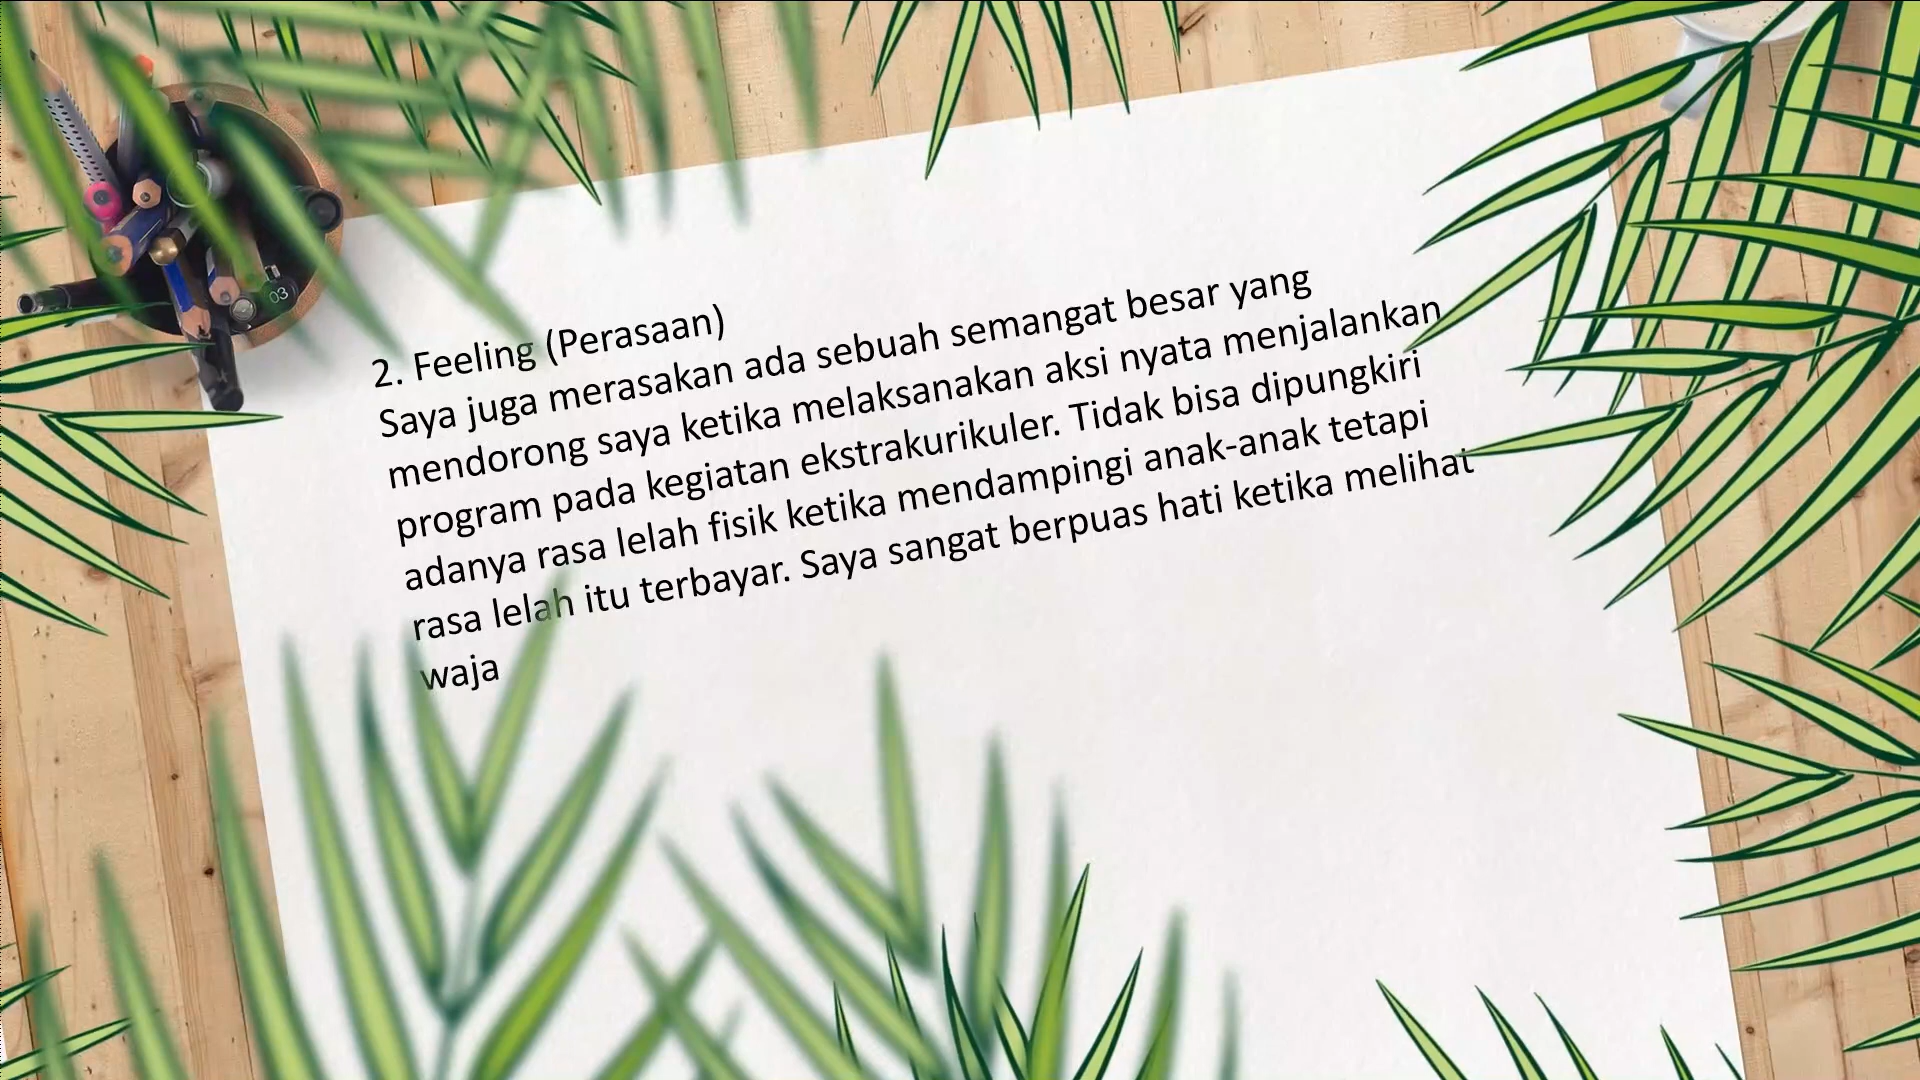 2. Feeling (Perasaan)
Saya juga merasakan ada sebuah semangat besar yang
mendorong saya ketika melaksanakan aksi nyata menjalankan
program pada kegiatan ekstrakurikuler. Tidak bisa dipungkiri
adanya rasa lelah fisik ketika mendampingi anak-anak tetapi
rasa lelah itu terbayar. Saya sangat berpuas hati ketika melihat
waja
03